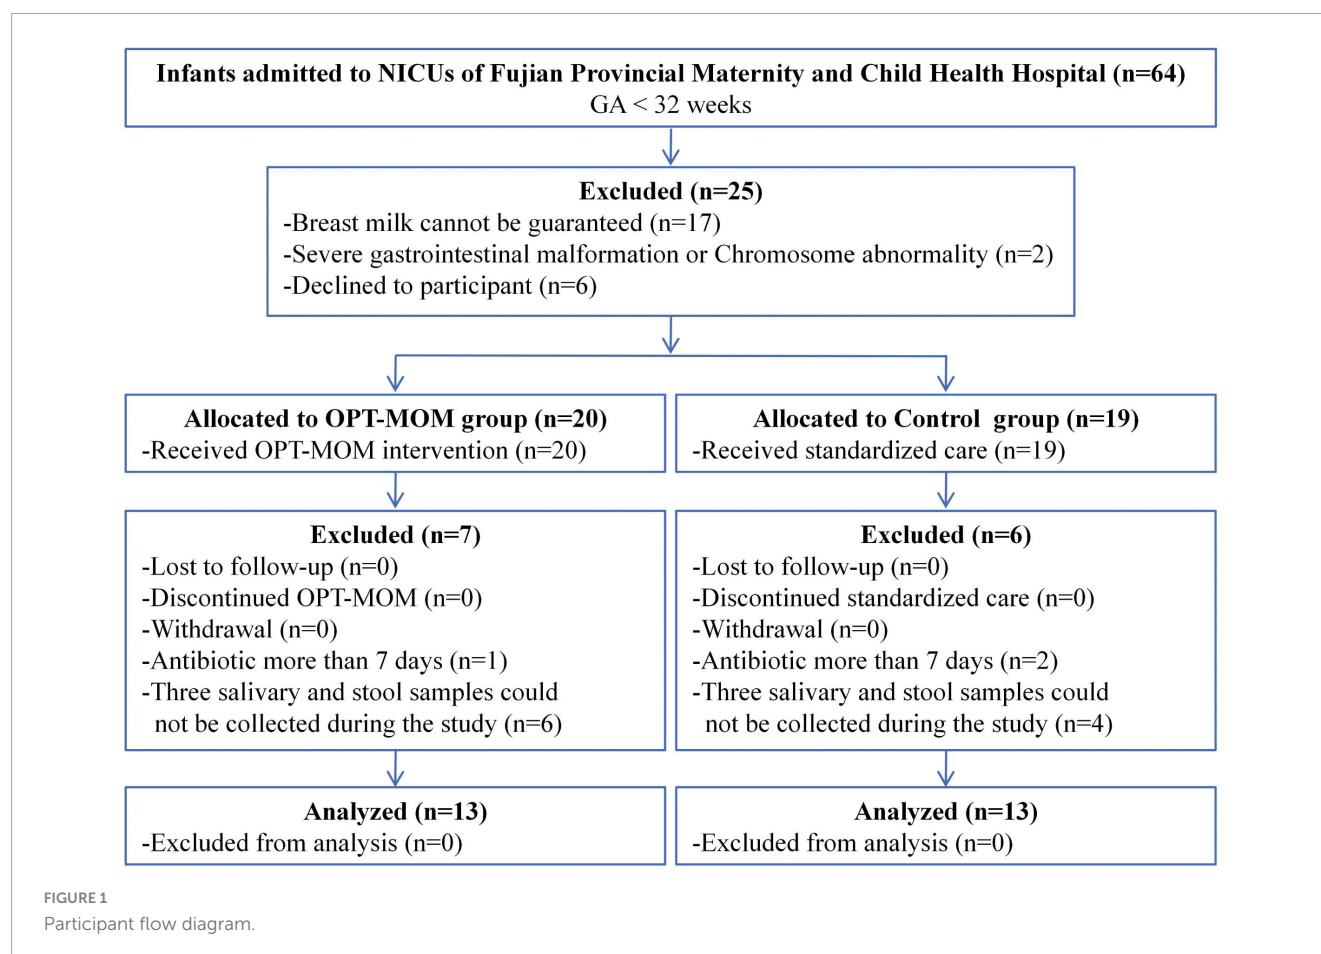 Infants admitted to NICUs of Fujian Provincial Maternity and Child Health Hospital (n=64)
GA < 32 weeks
Excluded (n=25)
-Breast milk cannot be guaranteed (n=17)
-Severe gastrointestinal malformation or Chromosome abnormality (n=2)
-Declined to participant (n=6)
Allocated to OPT-MOM group (n=20)
-Received OPT-MOM intervention (n=20)
Allocated to Control group (n=19)
-Received standardized care (n=19)
Excluded (n=7)
-Lost to follow-up (n=0)
-Discontinued OPT-MOM (n=0)
-Withdrawal (n=0)
-Antibiotic more than 7 days (n=1)
-Three salivary and stool samples could
not be collected during the study (n=6)
Excluded (n=6)
-Lost to follow-up (n=0)
-Discontinued standardized care (n=0)
-Withdrawal (n=0)
-Antibiotic more than 7 days (n=2)
-Three salivary and stool samples could
not be collected during the study (n=4)
Analyzed (n=13)
-Excluded from analysis (n=0)
Analyzed (n=13)
-Excluded from analysis (n=0)
FIGURE 1
Participant flow diagram.